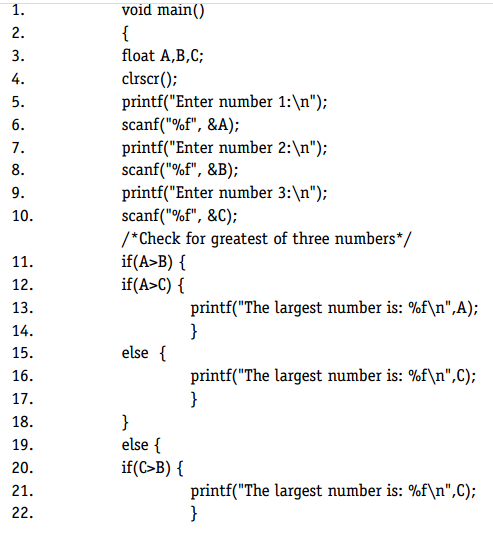 1. void main()
2. {
3. float A,B,C;
4. clrscr();
5. printf("Enter number 1:\n");
6. scanf("%f", &A);
7. printf("Enter number 2:\n");
8. scanf("%f", &B);
9. printf("Enter number 3:\n");
10. scanf("%f", &C);
/*Check for greatest of three numbers*/
11. if(A>B) {
12. if(A>C) {
13. printf("The largest number is: %f\n",A);
14. }
15. else {
16. printf("The largest number is: %f\n",C);
17. }
18. }
19. else {
20. if(C>B) {
21. printf("The largest number is: %f\n",C);
22. }